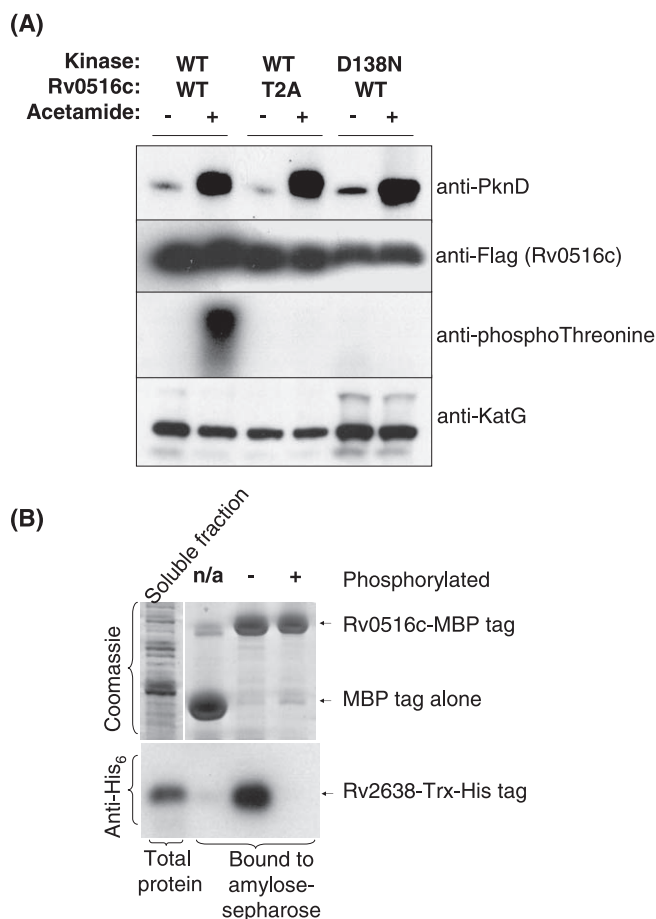 (A)
Kinase: WT WT D138N
Rv0516c: WT T2A WT
Acetamide: - + - + - +
anti-PknD
anti-Flag (Rv0516c)
anti-phosphoThreonine
anti-KatG
(B)
Soluble fraction
n/a - + Phosphorylated
Coomassie
Rv0516c-MBP tag
MBP tag alone
Anti-His6
Rv2638-Trx-His tag
Total
protein
Bound to
amylose-
sepharose